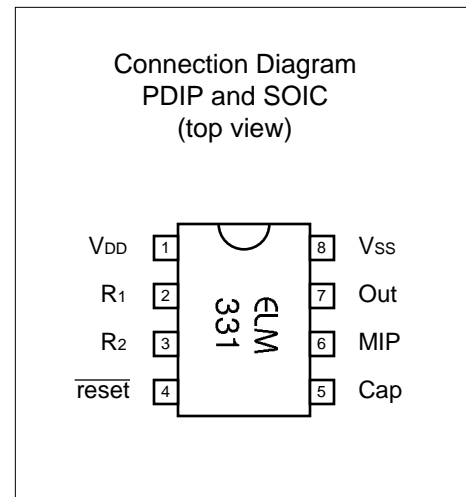 Connection Diagram
PDIP and SOIC
(top view)
VDD 1 8 VSS
R1 2 7 Out
R2 3 6 MIP
reset 4 5 Cap
ELM
331